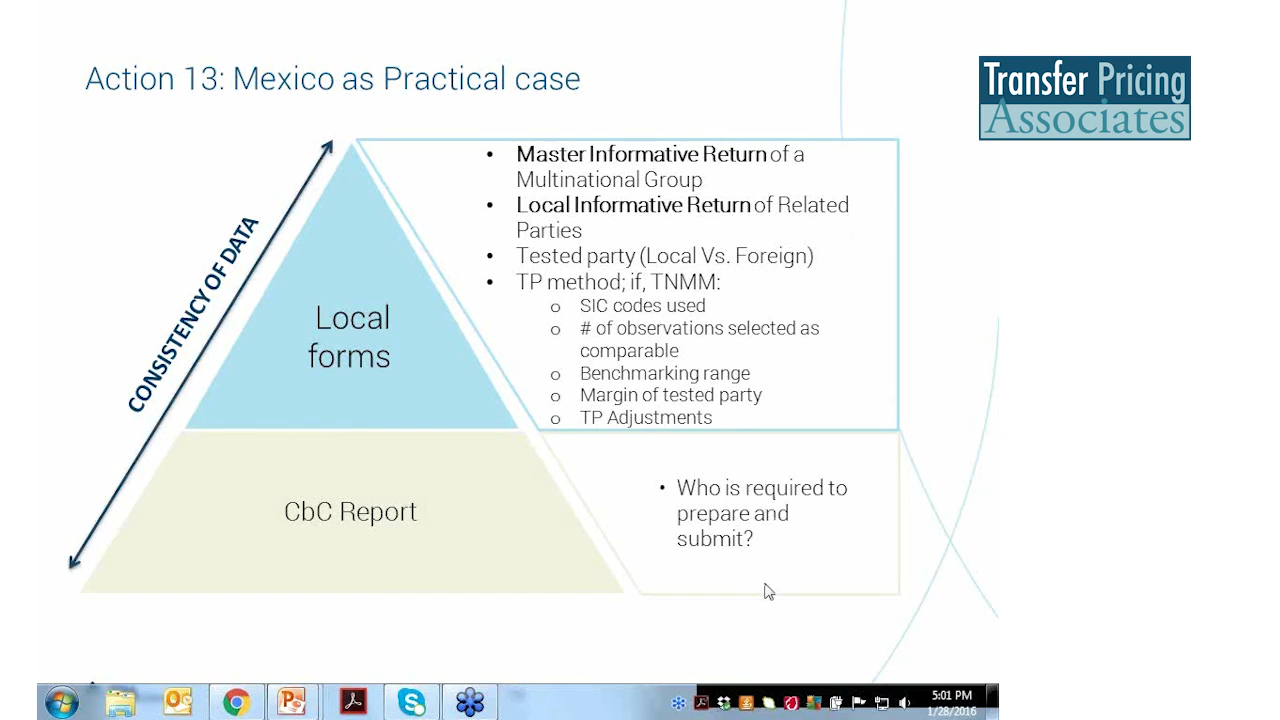 Action 13: Mexico as Practical case
Transfer Pricing
Associates
CONSISTENCY OF DATA
Local
forms
• Master Informative Return of a
Multinational Group
• Local Informative Return of Related
Parties
• Tested party (Local Vs. Foreign)
• TP method; if, TNMM:
o SIC codes used
o # of observations selected as
comparable
o Benchmarking range
o Margin of tested party
o TP Adjustments
CbC Report
• Who is required to
prepare and
submit?
5:01 PM
1/28/2016